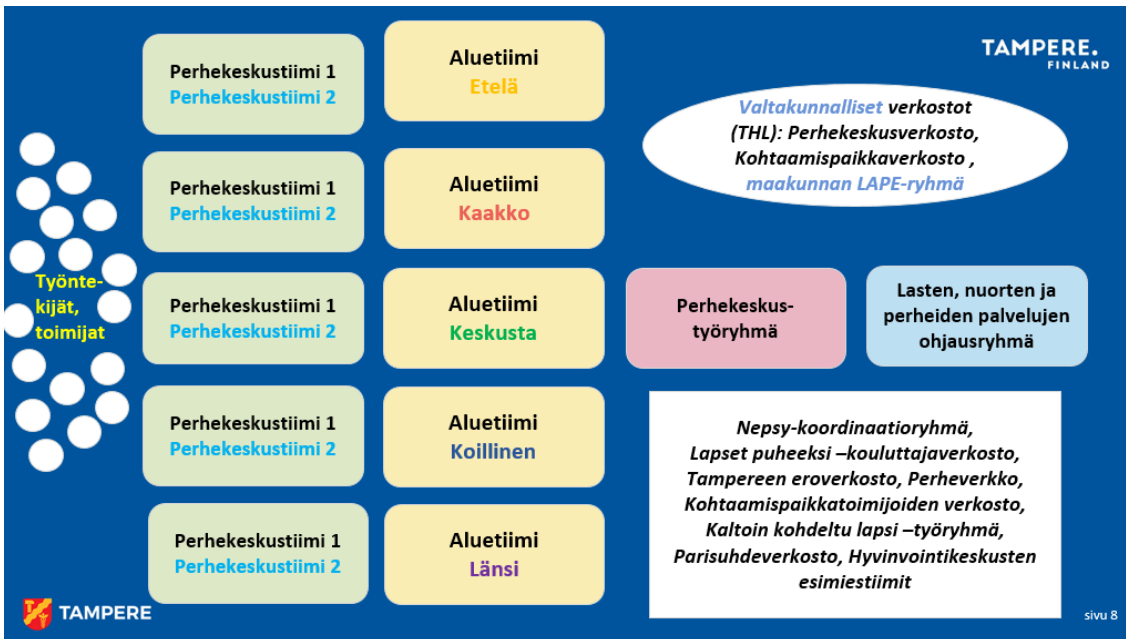 TAMPERE.
FINLAND
Työnte-
kijät,
toimijat
Perhekeskustiimi 1
Perhekeskustiimi 2
Aluetiimi
Etelä
Perhekeskustiimi 1
Perhekeskustiimi 2
Aluetiimi
Kaakko
Perhekeskustiimi 1
Perhekeskustiimi 2
Aluetiimi
Keskusta
Perhekeskustiimi 1
Perhekeskustiimi 2
Aluetiimi
Koillinen
Perhekeskustiimi 1
Perhekeskustiimi 2
Aluetiimi
Länsi
Valtakunnalliset verkostot
(THL): Perhekeskusverkosto,
Kohtaamispaikkaverkosto ,
maakunnan LAPE-ryhmä
Perhekeskus-
työryhmä
Lasten, nuorten ja
perheiden palvelujen
ohjausryhmä
Nepsy-koordinaatioryhmä,
Lapset puheeksi –kouluttajaverkosto,
Tampereen eroverkosto, Perheverkko,
Kohtaamispaikkatoimijoiden verkosto,
Kaltoin kohdeltu lapsi –työryhmä,
Parisuhdeverkosto, Hyvinvointikeskusten
esimiestiimit
TAMPERE
sivu 8